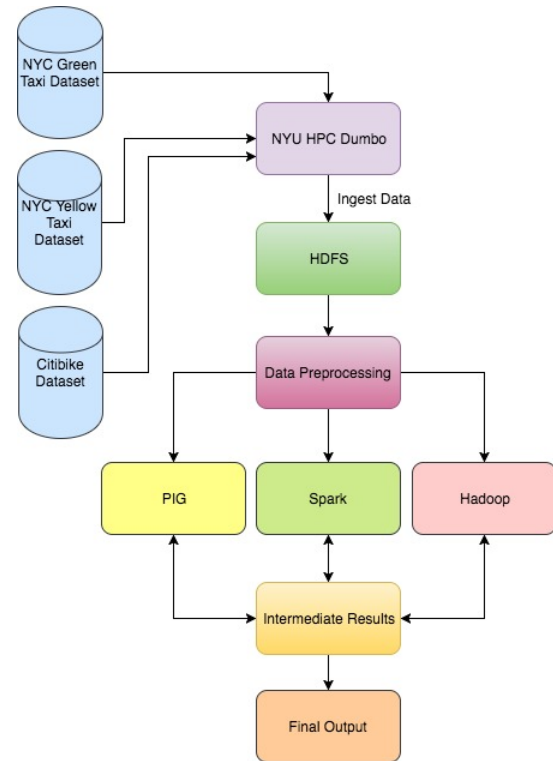 NYC Green
Taxi Dataset
NYU HPC Dumbo
NYC Yellow
Taxi
Dataset
Ingest Data
HDFS
Citibike
Dataset
Data Preprocessing
PIG
Spark
Hadoop
Intermediate Results
Final Output